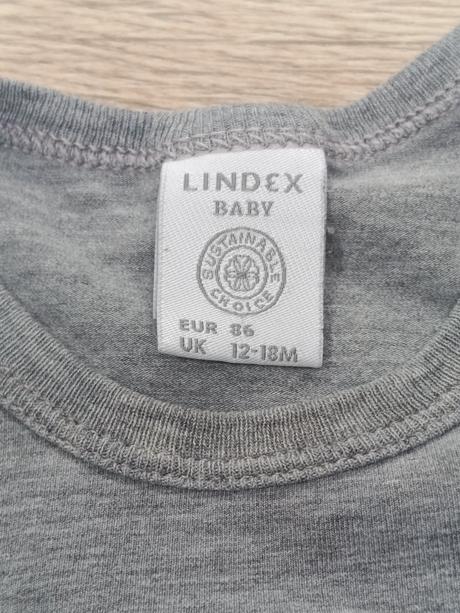 LINDEX
BABY
SUSTAINABLE
CHOICE
EUR 86
UK 12-18M